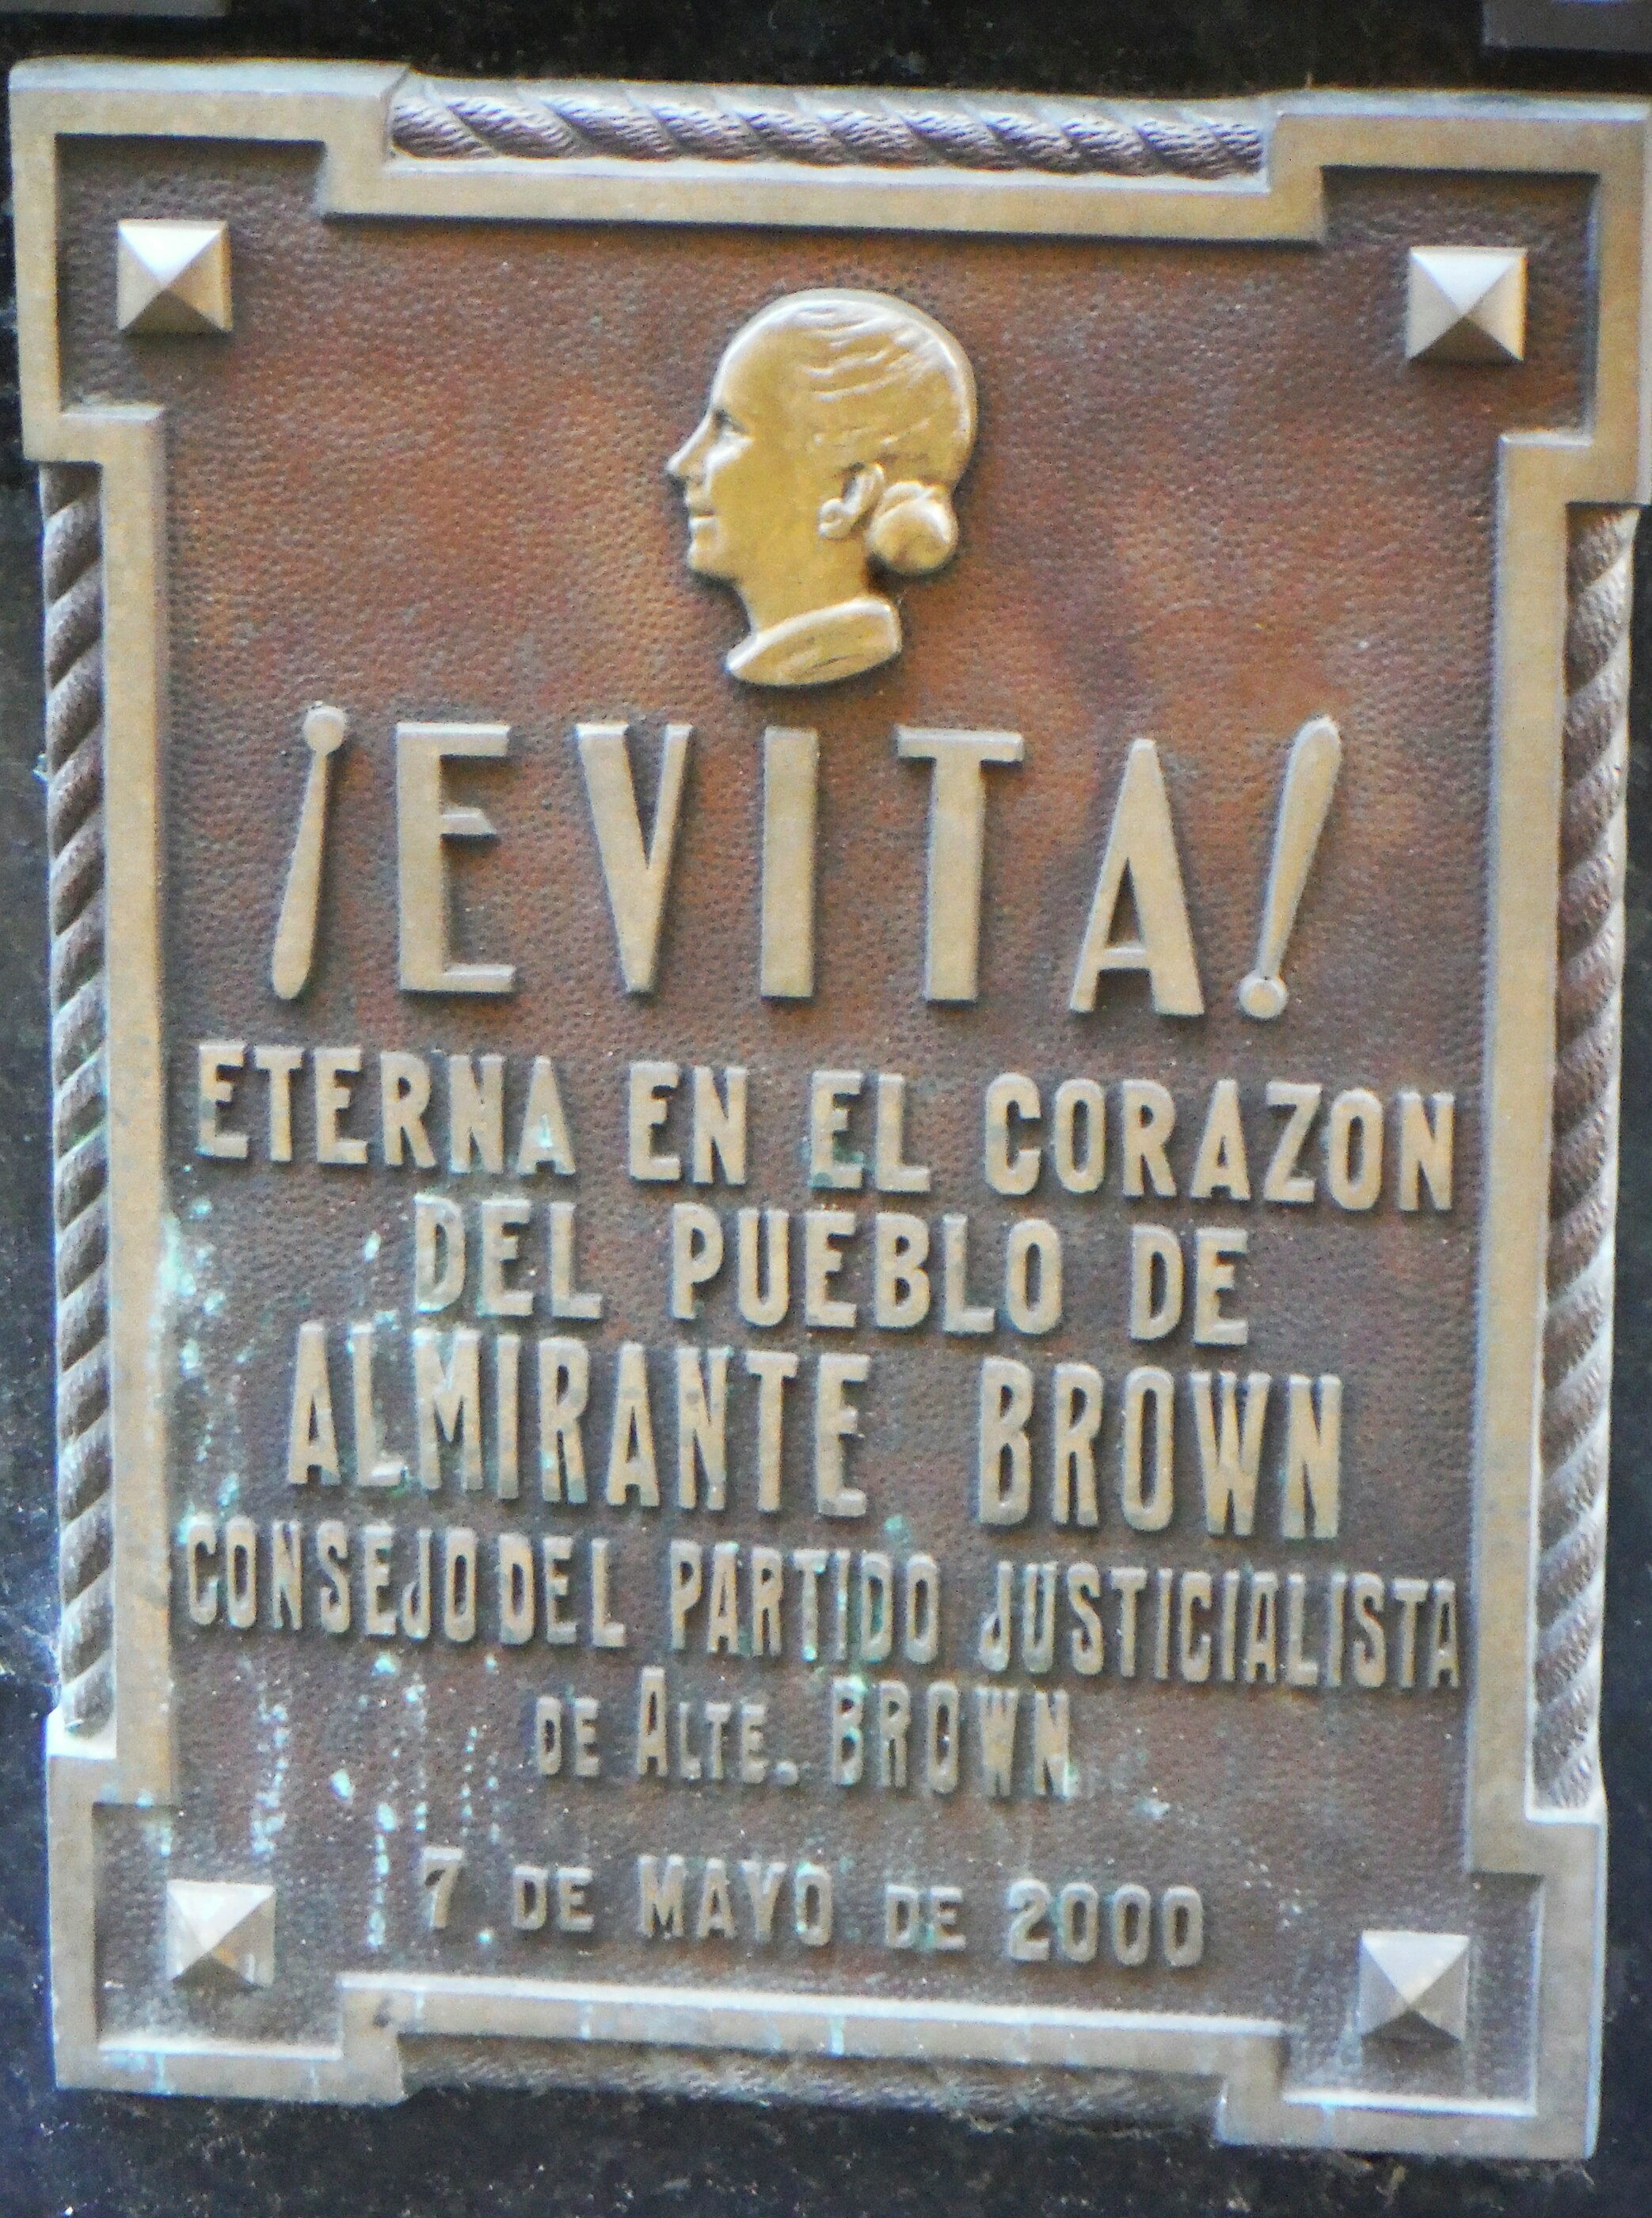 ¡EVITA!
ETERNA EN EL CORAZON
DEL PUEBLO DE
ALMIRANTE BROWN
CONSEJO DEL PARTIDO JUSTICIALISTA
DE ALTE. BROWN
7 DE MAYO DE 2000